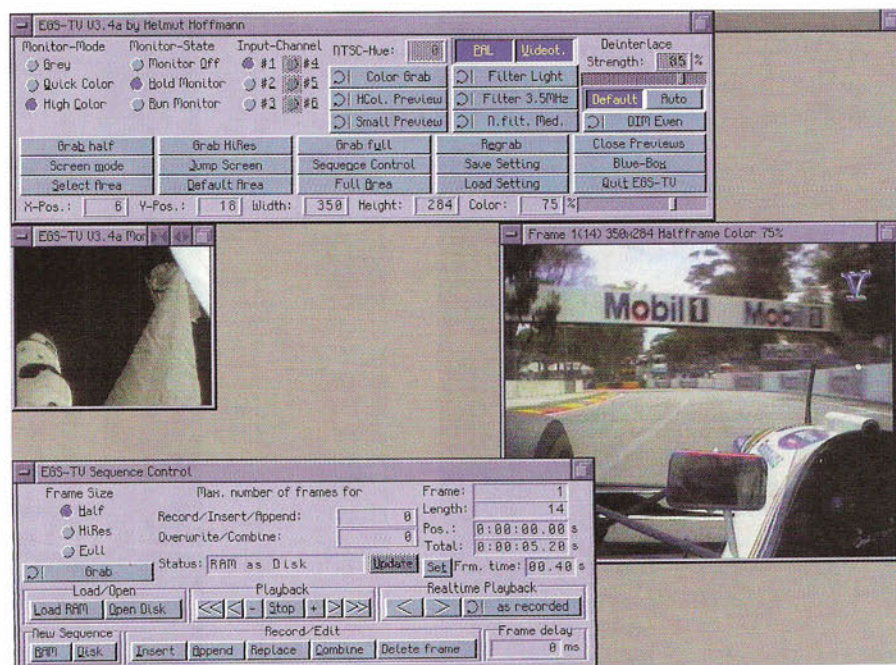 EGS-TV V3.4a by Helmut Hoffmann
Monitor-Mode Monitor-State Input-Channel NTSC-Hue: 0 PAL Videot. Deinterlace
Grey Monitor Off #1 #4 Strength: 85 %
Quick Color Hold Monitor #2 #5 Color Grab Filter Light
High Color Run Monitor #3 #6 HCol. Preview Filter 3.5MHz Default Auto
Small Preview n.filt. Med. DIM Even
Grab half Grab HiRes Grab full Regrab Close Previews
Screen mode Jump Screen Sequence Control Save Setting Blue-Box
Select Area Default Area Full Area Load Setting Quit EGS-TV
X-Pos.: 6 Y-Pos.: 18 Width: 350 Height: 284 Color: 75 %
EGS-TV V3.4a Mor
Frame 1(14) 350x284 Halfframe Color 75%
Mobil 1 Mobil 1
EGS-TV Sequence Control
Frame Size Max. number of frames for Frame: 1
Half Record/Insert/Append: 0 Length: 14
HiRes Overwrite/Combine: 0 Pos.: 0:00:00.00 s
Full Total: 0:00:05.20 s
Grab Status: RAM as Disk Update Set Frm. time: 00.40 s
Load/Open Playback Realtime Playback
Load RAM Open Disk << < - Stop + > >> < > as recorded
New Sequence Record/Edit Frame delay
RAM Disk Insert Append Replace Combine Delete frame 0 ms